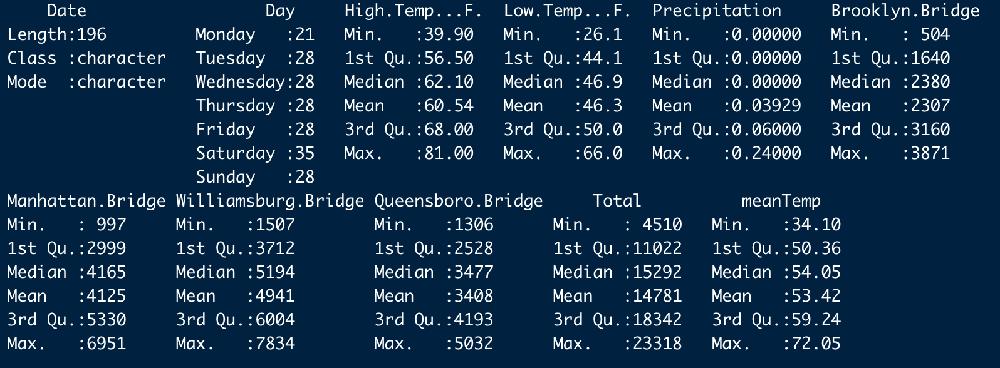 Date                  Day     High.Temp...F.  Low.Temp...F.  Precipitation     Brooklyn.Bridge
Length:196         Monday   :21   Min.   :39.90   Min.   :26.1   Min.   :0.00000   Min.   : 504
Class :character   Tuesday  :28   1st Qu.:56.50   1st Qu.:44.1   1st Qu.:0.00000   1st Qu.:1640
Mode  :character   Wednesday:28   Median :62.10   Median :46.9   Median :0.00000   Median :2380
                   Thursday :28   Mean   :60.54   Mean   :46.3   Mean   :0.03929   Mean   :2307
                   Friday   :28   3rd Qu.:68.00   3rd Qu.:50.0   3rd Qu.:0.06000   3rd Qu.:3160
                   Saturday :35   Max.   :81.00   Max.   :66.0   Max.   :0.24000   Max.   :3871
                   Sunday   :28
Manhattan.Bridge Williamsburg.Bridge Queensboro.Bridge     Total          meanTemp
Min.   : 997     Min.   :1507        Min.   :1306      Min.   : 4510   Min.   :34.10
1st Qu.:2999     1st Qu.:3712        1st Qu.:2528      1st Qu.:11022   1st Qu.:50.36
Median :4165     Median :5194        Median :3477      Median :15292   Median :54.05
Mean   :4125     Mean   :4941        Mean   :3408      Mean   :14781   Mean   :53.42
3rd Qu.:5330     3rd Qu.:6004        3rd Qu.:4193      3rd Qu.:18342   3rd Qu.:59.24
Max.   :6951     Max.   :7834        Max.   :5032      Max.   :23318   Max.   :72.05